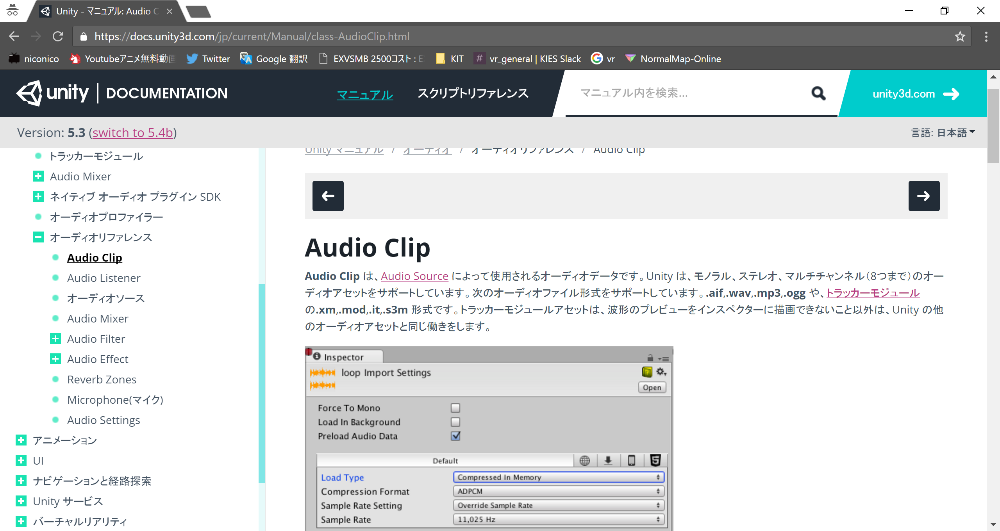 Unity - マニュアル: Audio C
https://docs.unity3d.com/jp/current/Manual/class-AudioClip.html
niconico Youtubeアニメ無料動画 Twitter Google 翻訳 EXVSMB 2500コスト : E KIT # vr_general | KIES Slack vr NormalMap-Online
unity DOCUMENTATION マニュアル スクリプトリファレンス マニュアル内を検索... unity3d.com
Version: 5.3 (switch to 5.4b) 言語: 日本語
トラッカーモジュール
Audio Mixer
ネイティブ オーディオ プラグイン SDK
オーディオプロファイラー
オーディオリファレンス
Audio Clip
Audio Listener
オーディオソース
Audio Mixer
Audio Filter
Audio Effect
Reverb Zones
Microphone(マイク)
Audio Settings
アニメーション
UI
ナビゲーションと経路探索
Unity サービス
バーチャルリアリティ
Unity マニュアル / オーディオ / オーディオリファレンス / Audio Clip
Audio Clip
Audio Clip は、Audio Source によって使用されるオーディオデータです。Unity は、モノラル、ステレオ、マルチチャンネル（8つまで）のオー
ディオアセットをサポートしています。次のオーディオファイル形式をサポートしています。.aif,.wav,.mp3,.ogg や、トラッカーモジュール
の.xm,.mod,.it,.s3m 形式です。トラッカーモジュールアセットは、波形のプレビューをインスペクターに描画できないこと以外は、Unity の他
のオーディオアセットと同じ働きをします。
Inspector
loop Import Settings
Open
Force To Mono
Load In Background
Preload Audio Data
Default
Load Type Compressed In Memory
Compression Format ADPCM
Sample Rate Setting Override Sample Rate
Sample Rate 11,025 Hz